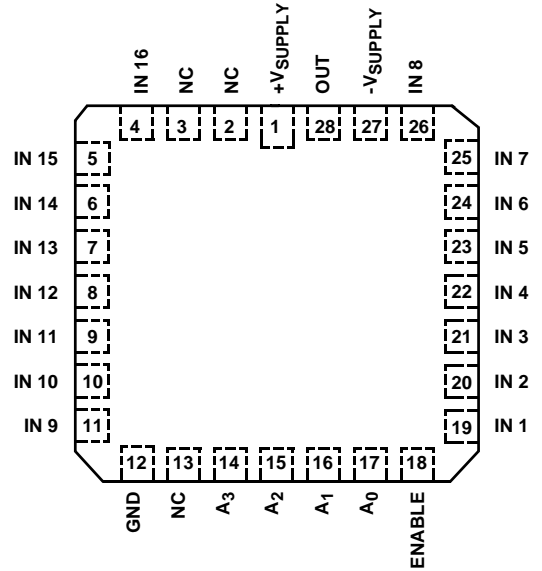 IN 16
NC
NC
+VSUPPLY
OUT
-VSUPPLY
IN 8
4
3
2
1
28
27
26
IN 15
5
25
IN 7
IN 14
6
24
IN 6
IN 13
7
23
IN 5
IN 12
8
22
IN 4
IN 11
9
21
IN 3
IN 10
10
20
IN 2
IN 9
11
19
IN 1
12
13
14
15
16
17
18
GND
NC
A3
A2
A1
A0
ENABLE